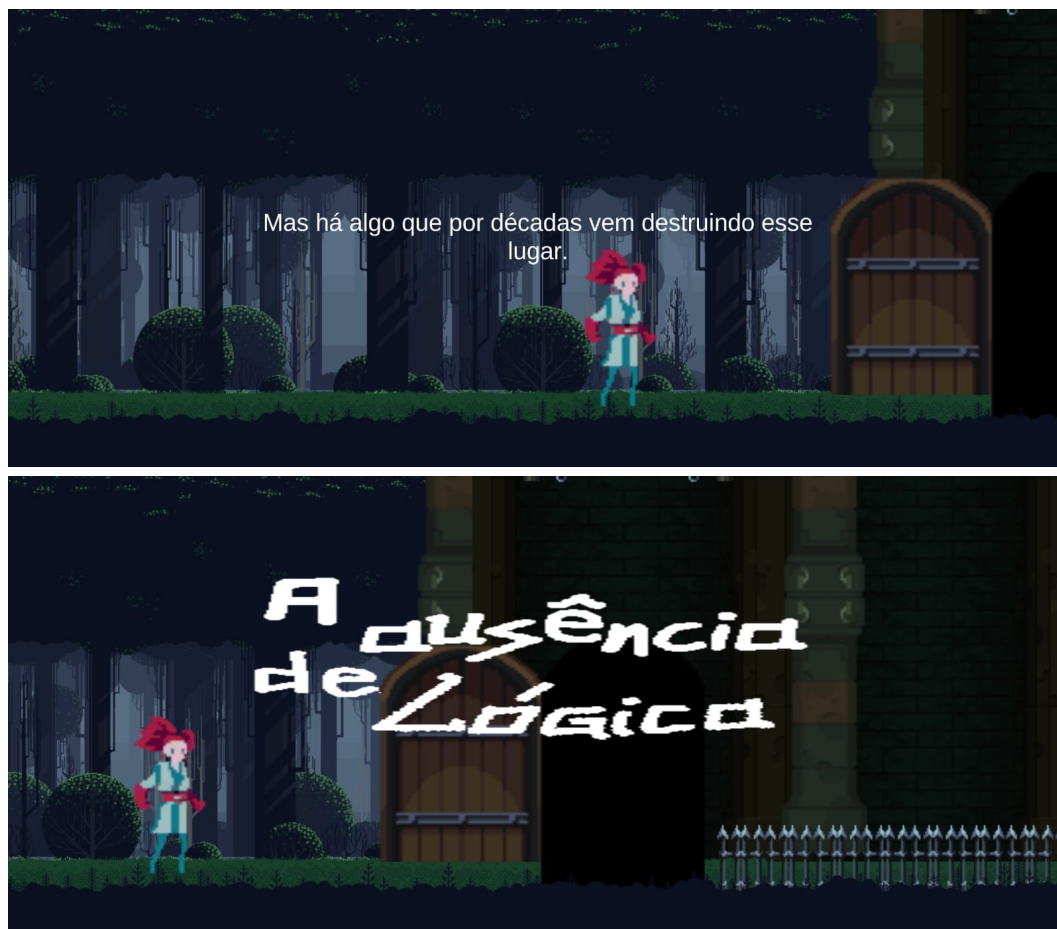 Mas há algo que por décadas vem destruindo esse
lugar.
A
ausência
de
Lógica